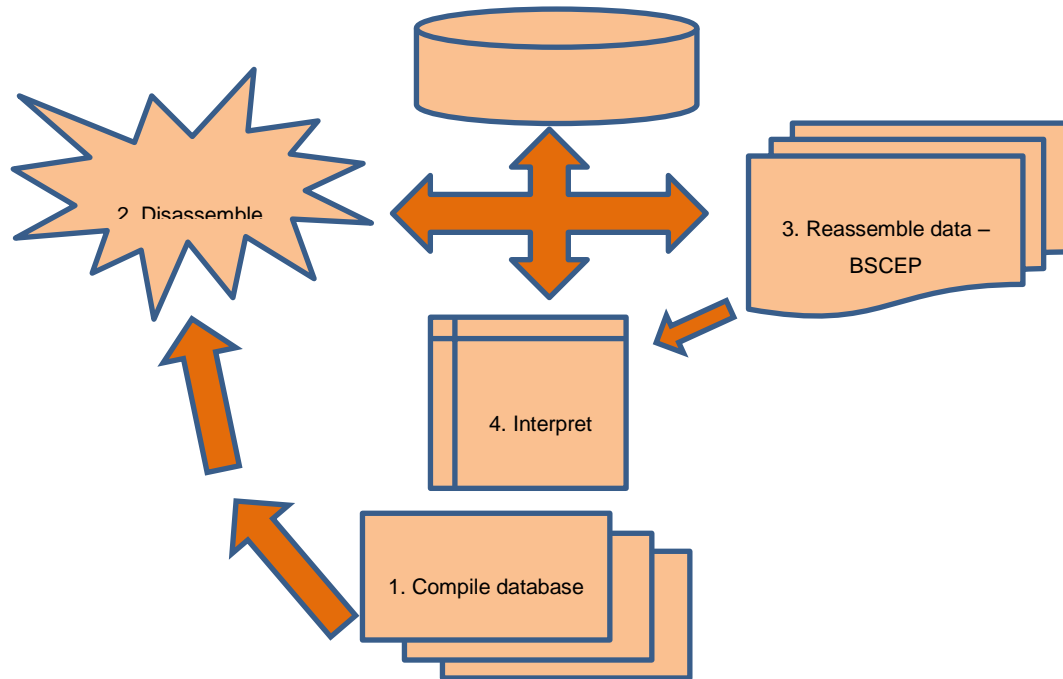 2. Disassemble
3. Reassemble data –
BSCEP
4. Interpret
1. Compile database